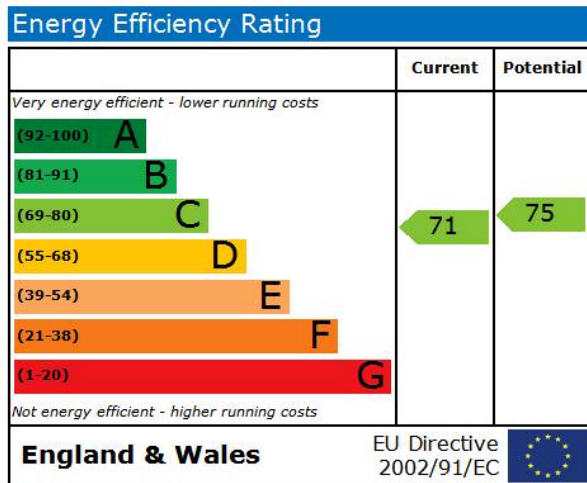 Energy Efficiency Rating
Current Potential
Very energy efficient - lower running costs
(92-100) A
(81-91) B
(69-80) C
71
75
(55-68) D
(39-54) E
(21-38) F
(1-20) G
Not energy efficient - higher running costs
England & Wales
EU Directive
2002/91/EC